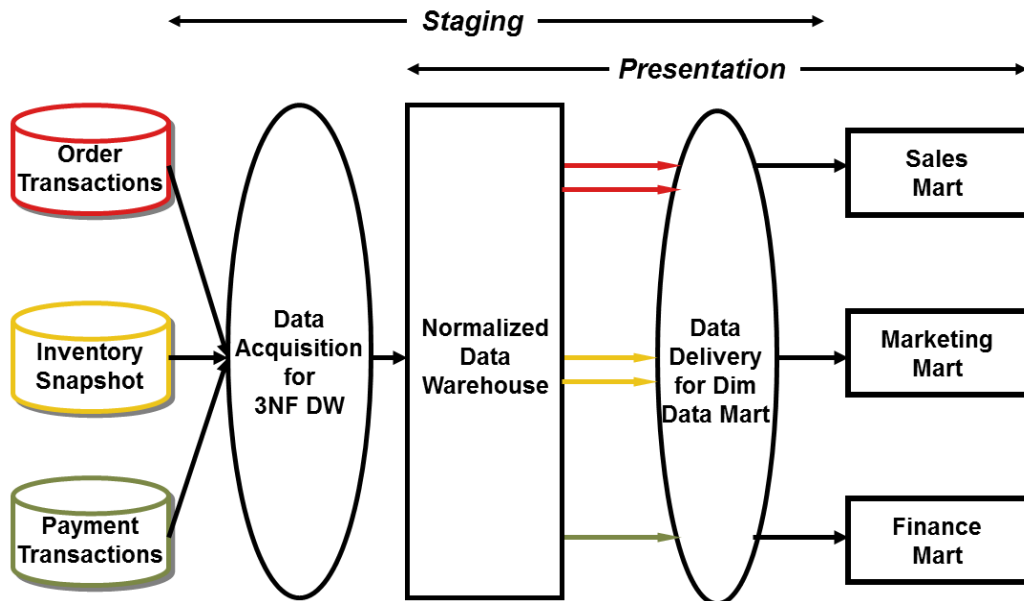 Staging
Presentation
Order
Transactions
Inventory
Snapshot
Payment
Transactions
Data
Acquisition
for
3NF DW
Normalized
Data
Warehouse
Data
Delivery
for Dim
Data Mart
Sales
Mart
Marketing
Mart
Finance
Mart